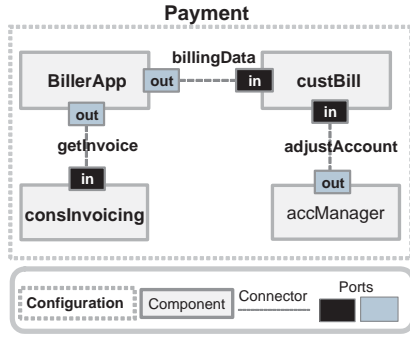 Payment
billingData
BillerApp
out
in
custBill
out
in
getInvoice
adjustAccount
in
out
consInvoicing
accManager
Configuration
Component
Connector
Ports